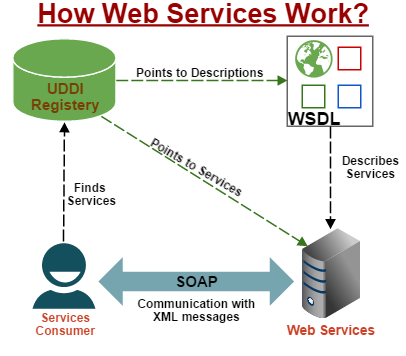 How Web Services Work?
UDDI
Registery
Points to Descriptions
WSDL
Points to Services
Describes
Services
Finds
Services
SOAP
Communication with
XML messages
Services
Consumer
Web Services